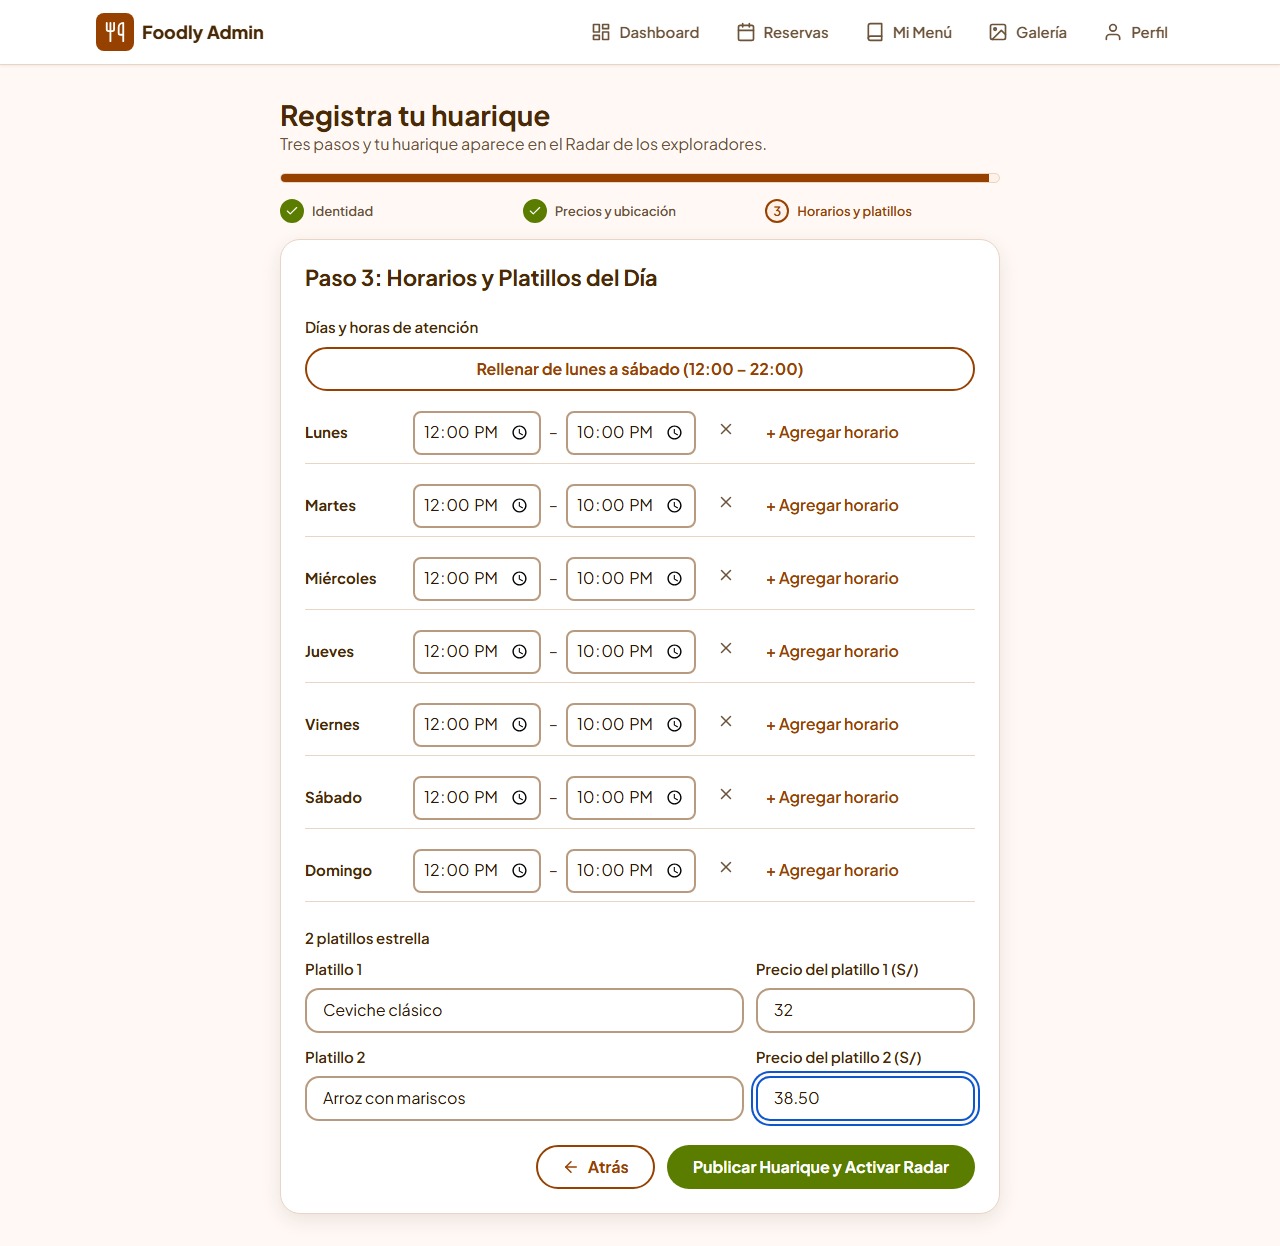 Foodly Admin
Dashboard
Reservas
Mi Menú
Galería
Perfil
Registra tu huarique
Tres pasos y tu huarique aparece en el Radar de los exploradores.
Identidad
Precios y ubicación
3 Horarios y platillos
Paso 3: Horarios y Platillos del Día
Días y horas de atención
Rellenar de lunes a sábado (12:00 – 22:00)
Lunes 12:00 PM – 10:00 PM + Agregar horario
Martes 12:00 PM – 10:00 PM + Agregar horario
Miércoles 12:00 PM – 10:00 PM + Agregar horario
Jueves 12:00 PM – 10:00 PM + Agregar horario
Viernes 12:00 PM – 10:00 PM + Agregar horario
Sábado 12:00 PM – 10:00 PM + Agregar horario
Domingo 12:00 PM – 10:00 PM + Agregar horario
2 platillos estrella
Platillo 1
Precio del platillo 1 (S/)
Ceviche clásico
32
Platillo 2
Precio del platillo 2 (S/)
Arroz con mariscos
38.50
← Atrás
Publicar Huarique y Activar Radar